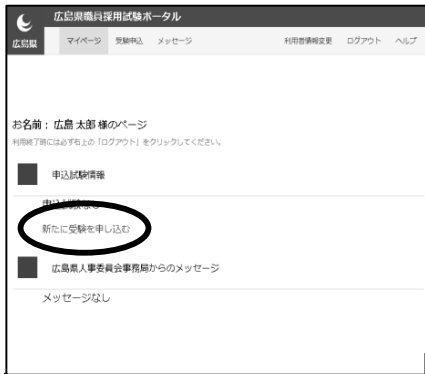 広島県職員採用試験ポータル
広島県
マイページ 受験申込 メッセージ 利用者情報変更 ログアウト ヘルプ
お名前： 広島 太郎 様のページ
利用終了時には必ず右上の「ログアウト」をクリックしてください。
申込試験情報
申込試験なし
新たに受験を申し込む
広島県人事委員会事務局からのメッセージ
メッセージなし